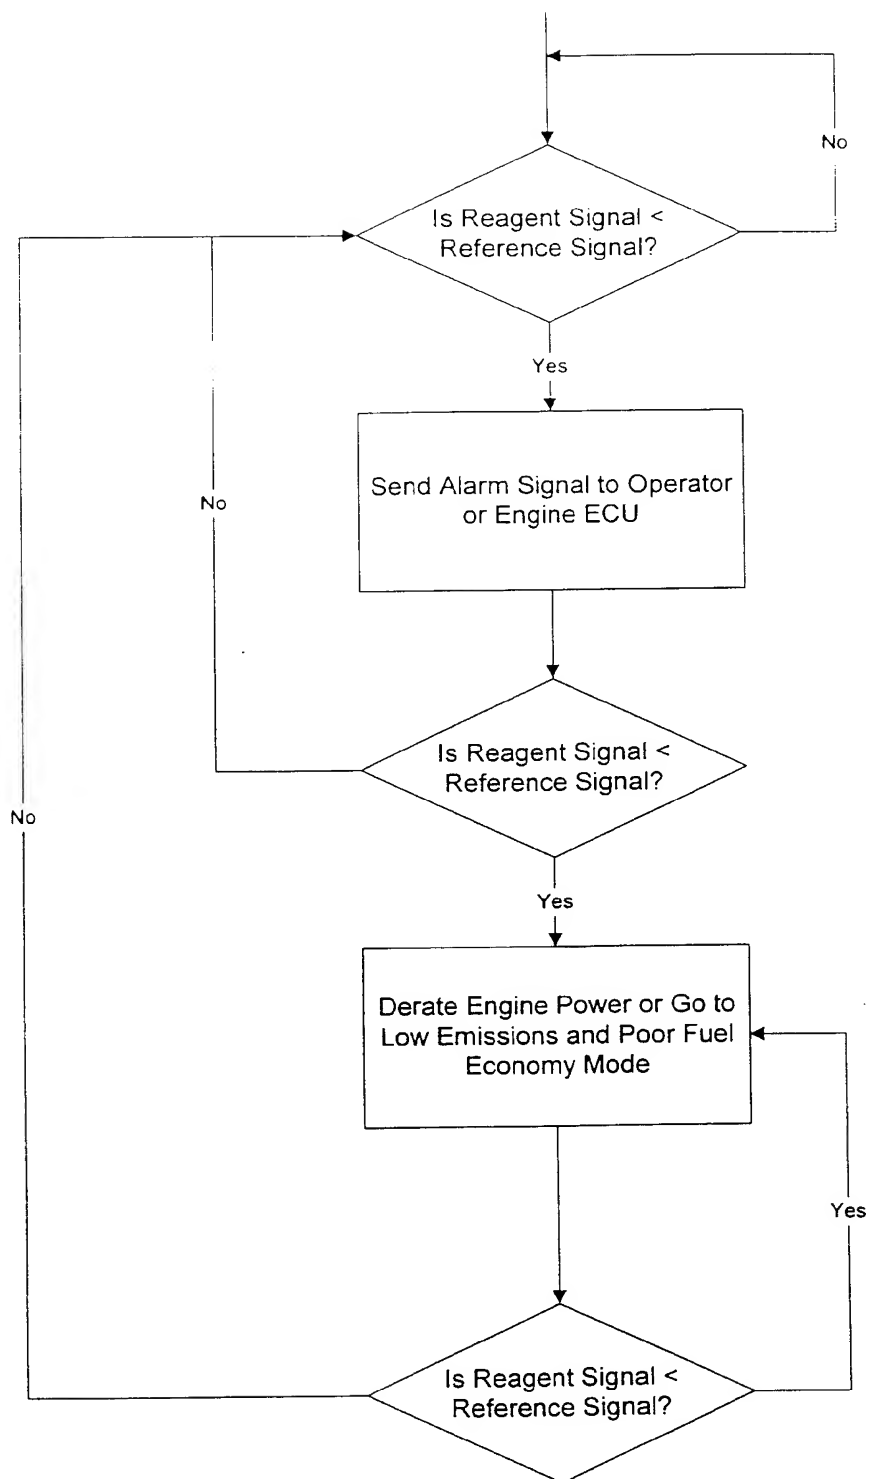 No
Is Reagent Signal <
Reference Signal?
Yes
Send Alarm Signal to Operator
or Engine ECU
No
Is Reagent Signal <
Reference Signal?
No
Yes
Derate Engine Power or Go to
Low Emissions and Poor Fuel
Economy Mode
Yes
Is Reagent Signal <
Reference Signal?